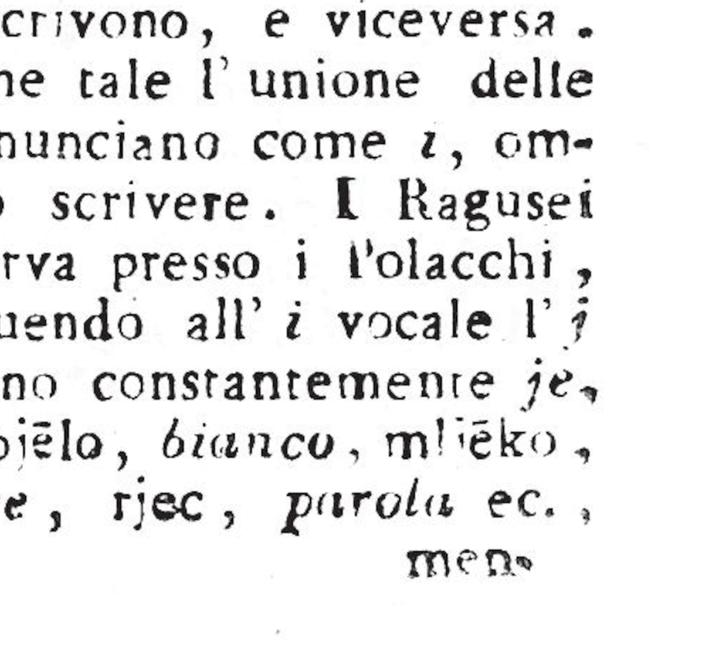 crivono, e viceversa.
ne tale l' unione delle
nunciano come i, om-
scrivere. I Ragusei
rva presso i Polacchi,
uendo all' i vocale l' j
no constantemente je,
bjēlo, bianco, mliēko,
e, rjec, parola ec.,
men-